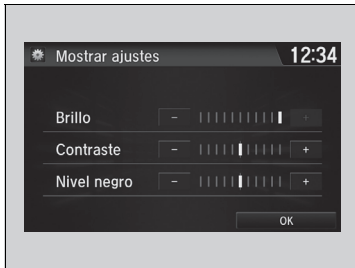 Mostrar ajustes 12:34
Brillo - +
Contraste - +
Nivel negro - +
OK